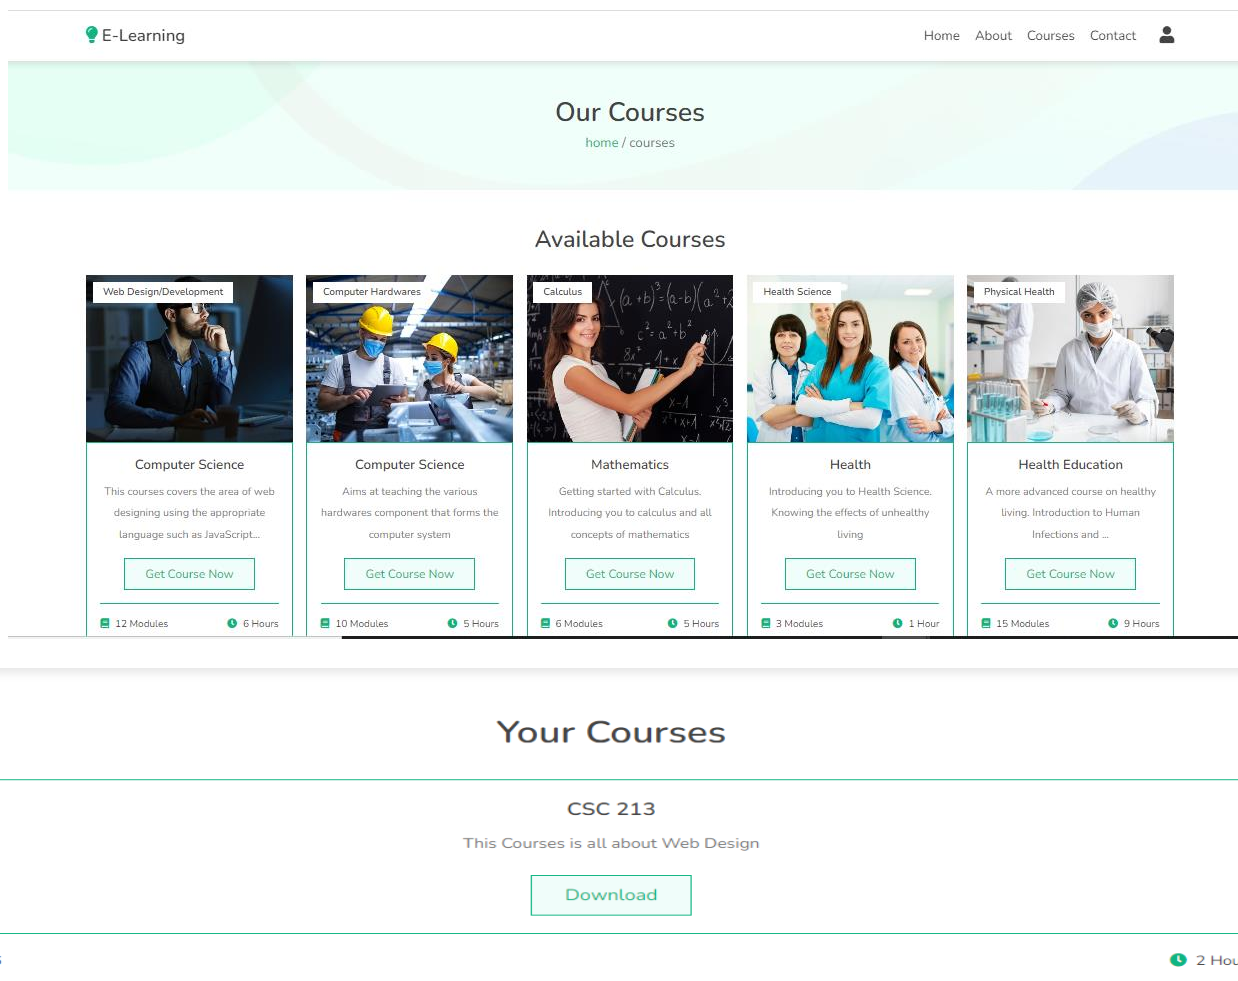 E-Learning
Home About Courses Contact
Our Courses
home / courses
Available Courses
Web Design/Development
Computer Science
This courses covers the area of web
designing using the appropriate
language such as JavaScript...
Get Course Now
12 Modules 6 Hours
Computer Hardwares
Computer Science
Aims at teaching the various
hardwares component that forms the
computer system
Get Course Now
10 Modules 5 Hours
Calculus
Mathematics
Getting started with Calculus.
Introducing you to calculus and all
concepts of mathematics
Get Course Now
6 Modules 5 Hours
Health Science
Health
Introducing you to Health Science.
Knowing the effects of unhealthy
living
Get Course Now
3 Modules 1 Hour
Physical Health
Health Education
A more advanced course on healthy
living. Introduction to Human
Infections and ...
Get Course Now
15 Modules 9 Hours
Your Courses
CSC 213
This Courses is all about Web Design
Download
2 Hou